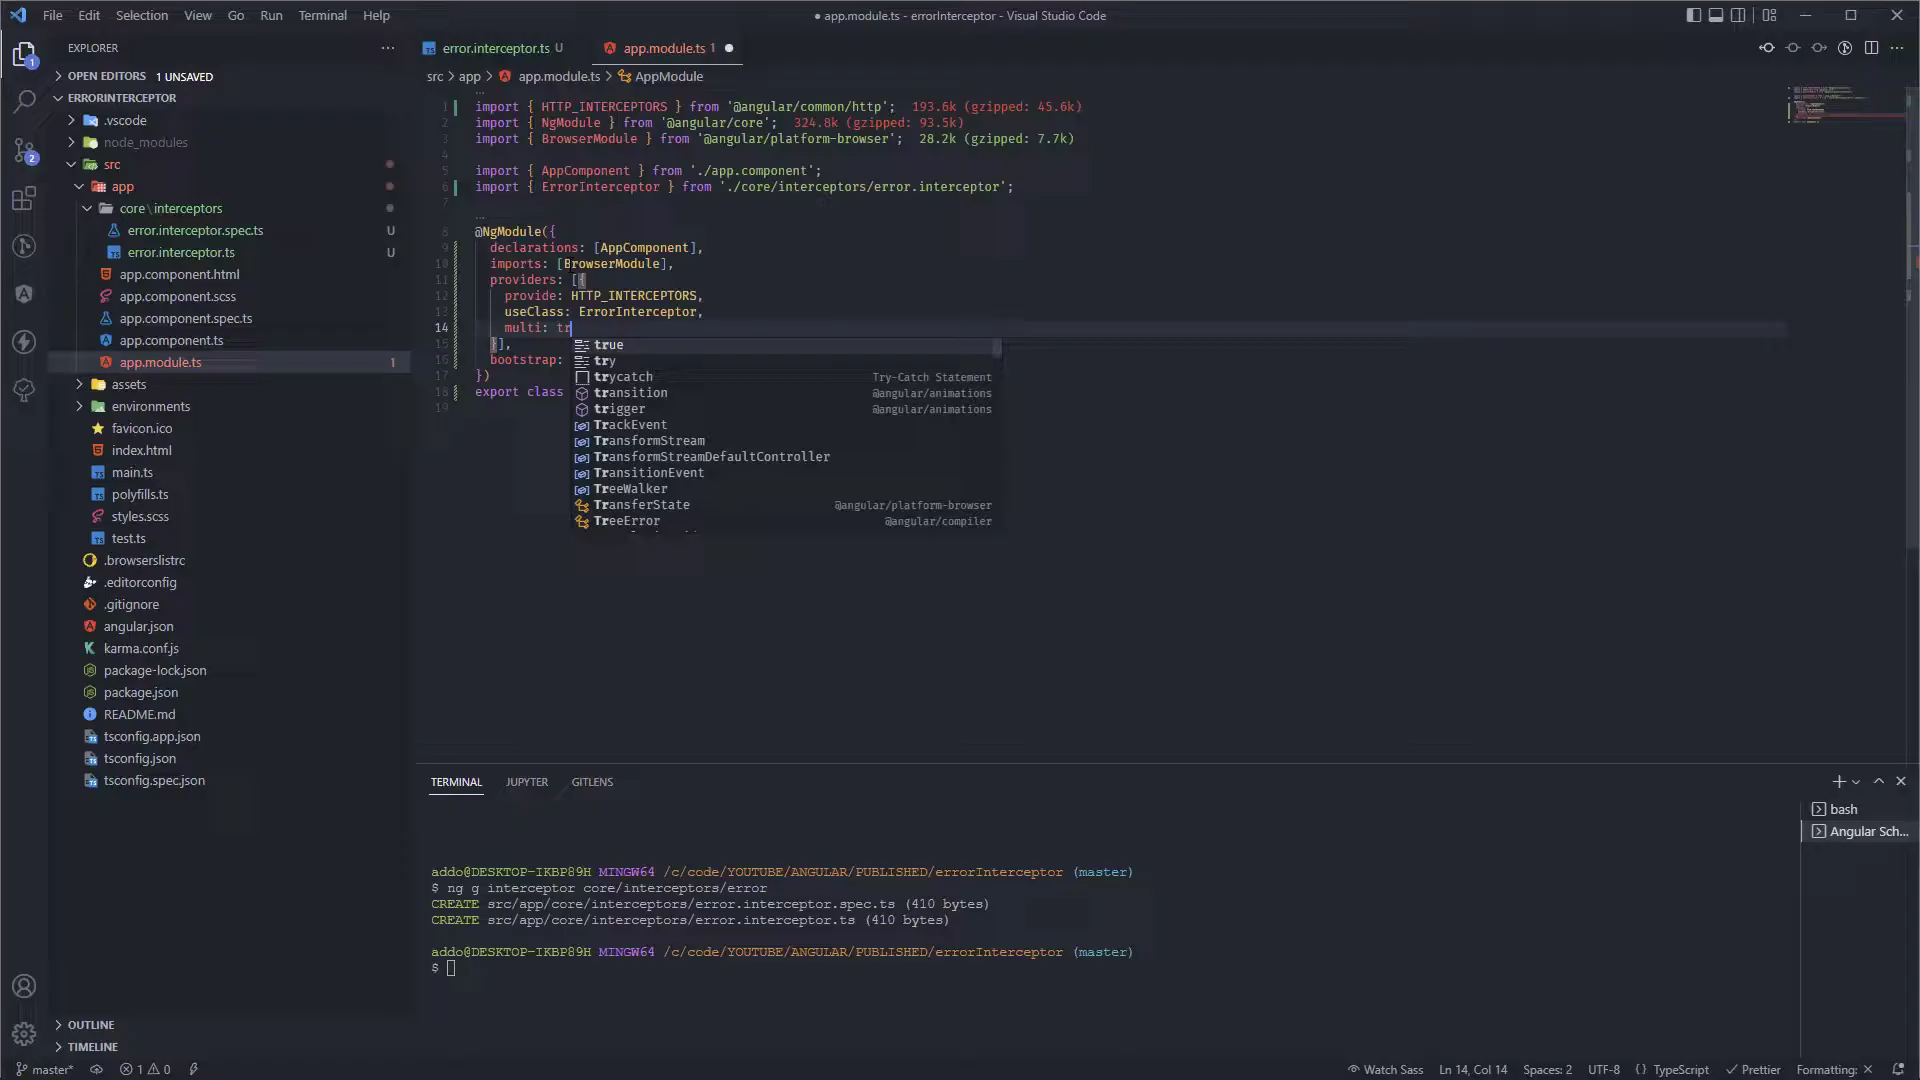 File Edit Selection View Go Run Terminal Help
● app.module.ts - errorInterceptor - Visual Studio Code
EXPLORER
OPEN EDITORS 1 UNSAVED
ERRORINTERCEPTOR
.vscode
node_modules
src
app
core\interceptors
error.interceptor.spec.ts U
error.interceptor.ts U
app.component.html
app.component.scss
app.component.spec.ts
app.component.ts
app.module.ts 1
assets
environments
favicon.ico
index.html
main.ts
polyfills.ts
styles.scss
test.ts
.browserslistrc
.editorconfig
.gitignore
angular.json
karma.conf.js
package-lock.json
package.json
README.md
tsconfig.app.json
tsconfig.json
tsconfig.spec.json
OUTLINE
TIMELINE
1
2
error.interceptor.ts U
app.module.ts 1 ●
src > app > app.module.ts > AppModule
1 import { HTTP_INTERCEPTORS } from '@angular/common/http'; 193.6k (gzipped: 45.6k)
2 import { NgModule } from '@angular/core'; 324.8k (gzipped: 93.5k)
3 import { BrowserModule } from '@angular/platform-browser'; 28.2k (gzipped: 7.7k)
4
5 import { AppComponent } from './app.component';
6 import { ErrorInterceptor } from './core/interceptors/error.interceptor';
7
8 @NgModule({
9 declarations: [AppComponent],
10 imports: [BrowserModule],
11 providers: [{
12 provide: HTTP_INTERCEPTORS,
13 useClass: ErrorInterceptor,
14 multi: tr
15 }],
16 bootstrap:
17 })
18 export class
19
true
try
trycatch Try-Catch Statement
transition @angular/animations
trigger @angular/animations
TrackEvent
TransformStream
TransformStreamDefaultController
TransitionEvent
TreeWalker
TransferState @angular/platform-browser
TreeError @angular/compiler
TERMINAL JUPYTER GITLENS
bash
Angular Sch...
addo@DESKTOP-IKBP89H MINGW64 /c/code/YOUTUBE/ANGULAR/PUBLISHED/errorInterceptor (master)
$ ng g interceptor core/interceptors/error
CREATE src/app/core/interceptors/error.interceptor.spec.ts (410 bytes)
CREATE src/app/core/interceptors/error.interceptor.ts (410 bytes)
addo@DESKTOP-IKBP89H MINGW64 /c/code/YOUTUBE/ANGULAR/PUBLISHED/errorInterceptor (master)
$
master* 1 0 Watch Sass Ln 14, Col 14 Spaces: 2 UTF-8 {} TypeScript Prettier Formatting: ×